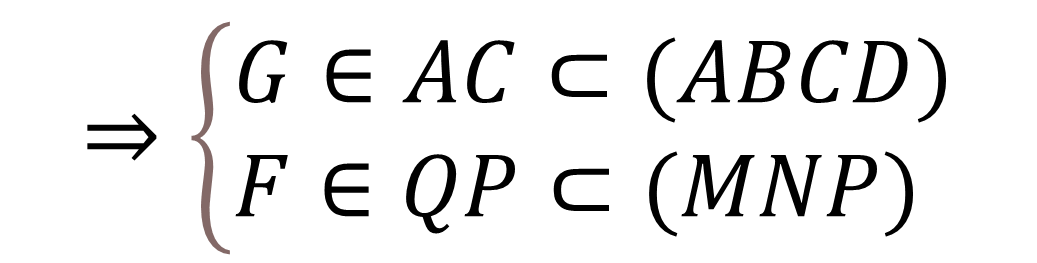 ⇒ { G ∈ AC ⊂ (ABCD)
F ∈ QP ⊂ (MNP)